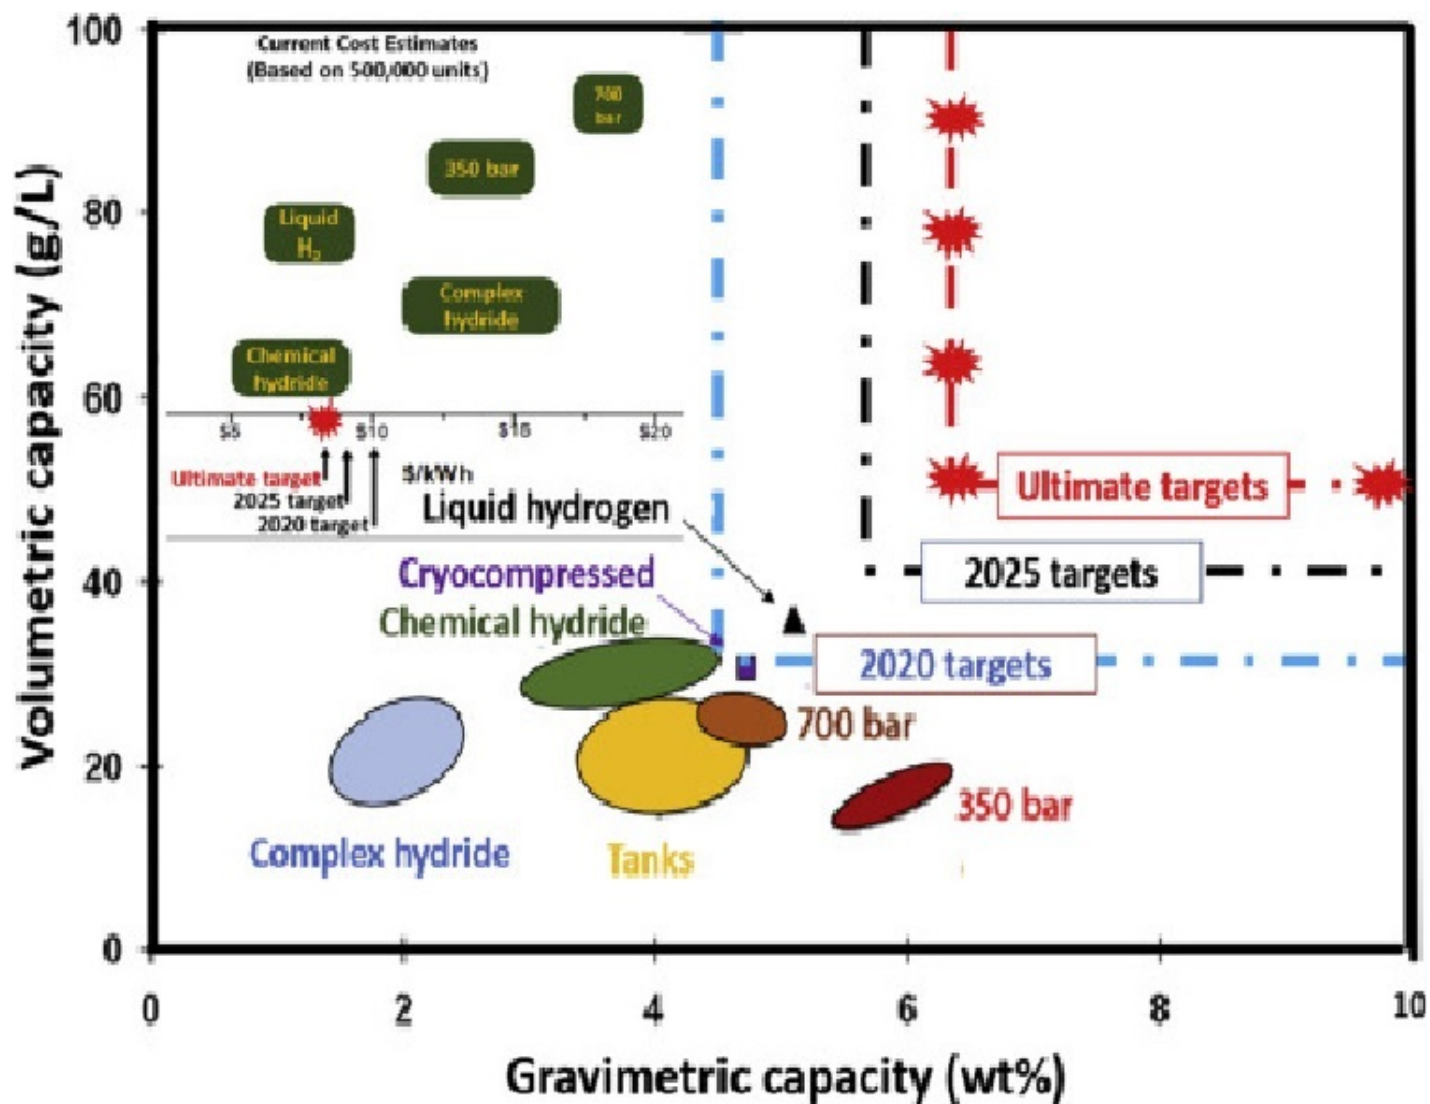 Volumetric capacity (g/L)
100
80
60
40
20
0
Current Cost Estimates
(Based on 500,000 units)
700
bar
350 bar
Liquid
H₂
Complex
hydride
Chemical
hydride
$5
$10
$15
$20
Ultimate target
2025 target
2020 target
$/kWh
Liquid hydrogen
Cryocompressed
Chemical hydride
Ultimate targets
2025 targets
2020 targets
700 bar
350 bar
Complex hydride
Tanks
0
2
4
6
8
10
Gravimetric capacity (wt%)